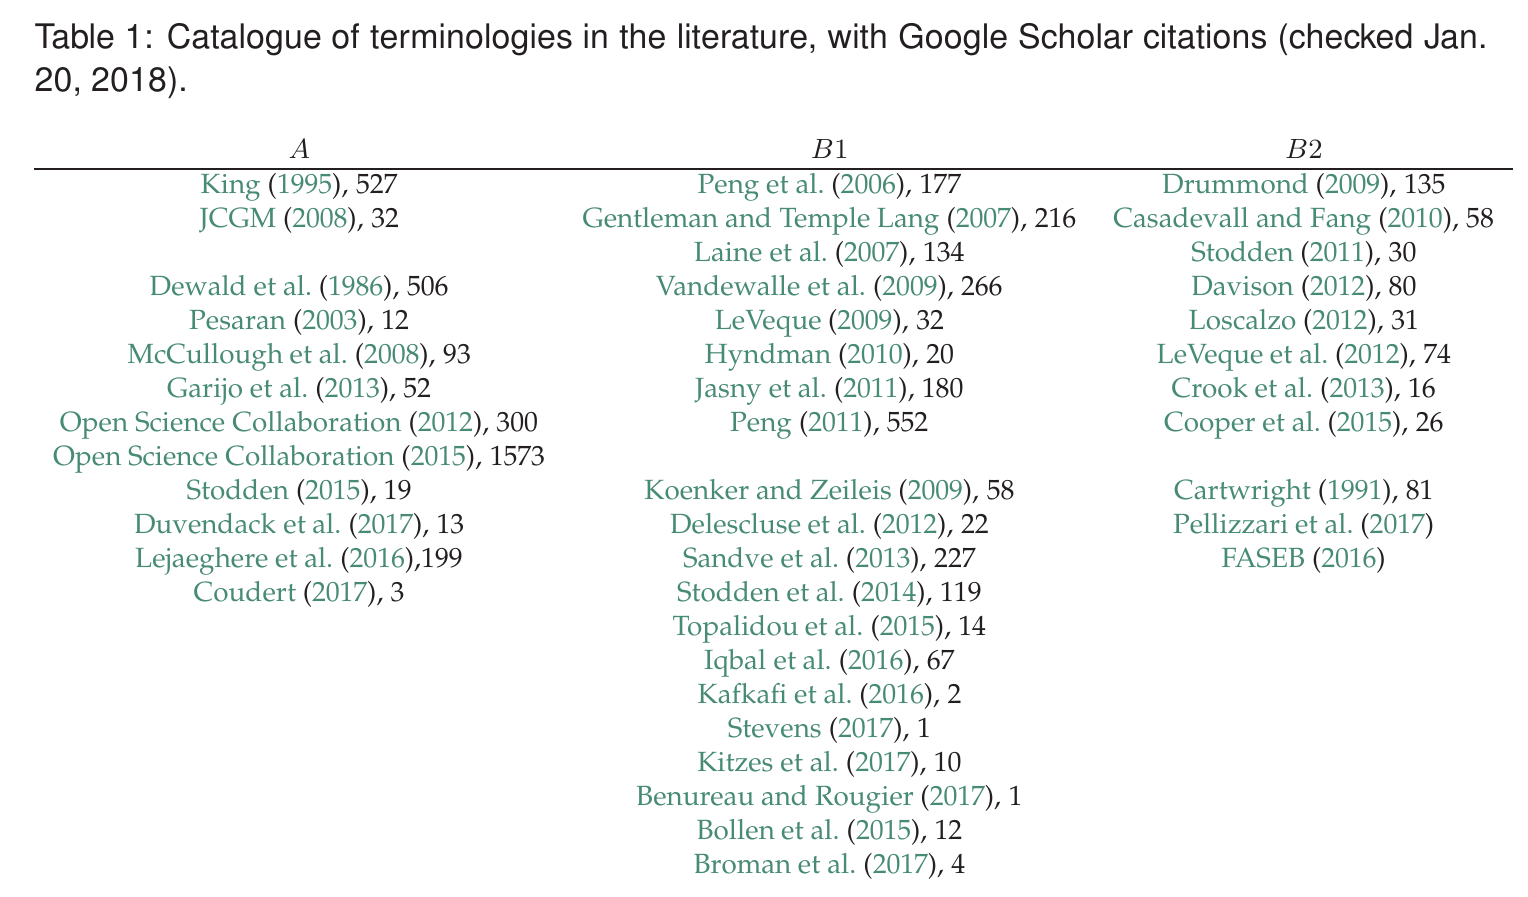 Table 1: Catalogue of terminologies in the literature, with Google Scholar citations (checked Jan.
20, 2018).
A B1 B2
King (1995), 527 Peng et al. (2006), 177 Drummond (2009), 135
JCGM (2008), 32 Gentleman and Temple Lang (2007), 216 Casadevall and Fang (2010), 58
Laine et al. (2007), 134 Stodden (2011), 30
Dewald et al. (1986), 506 Vandewalle et al. (2009), 266 Davison (2012), 80
Pesaran (2003), 12 LeVeque (2009), 32 Loscalzo (2012), 31
McCullough et al. (2008), 93 Hyndman (2010), 20 LeVeque et al. (2012), 74
Garijo et al. (2013), 52 Jasny et al. (2011), 180 Crook et al. (2013), 16
Open Science Collaboration (2012), 300 Peng (2011), 552 Cooper et al. (2015), 26
Open Science Collaboration (2015), 1573
Stodden (2015), 19 Koenker and Zeileis (2009), 58 Cartwright (1991), 81
Duvendack et al. (2017), 13 Delescluse et al. (2012), 22 Pellizzari et al. (2017)
Lejaeghere et al. (2016),199 Sandve et al. (2013), 227 FASEB (2016)
Coudert (2017), 3 Stodden et al. (2014), 119
Topalidou et al. (2015), 14
Iqbal et al. (2016), 67
Kafkafi et al. (2016), 2
Stevens (2017), 1
Kitzes et al. (2017), 10
Benureau and Rougier (2017), 1
Bollen et al. (2015), 12
Broman et al. (2017), 4